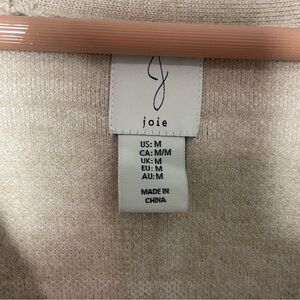 J
joie
US: M
CA: M/M
UK: M
EU: M
AU: M
MADE IN
CHINA